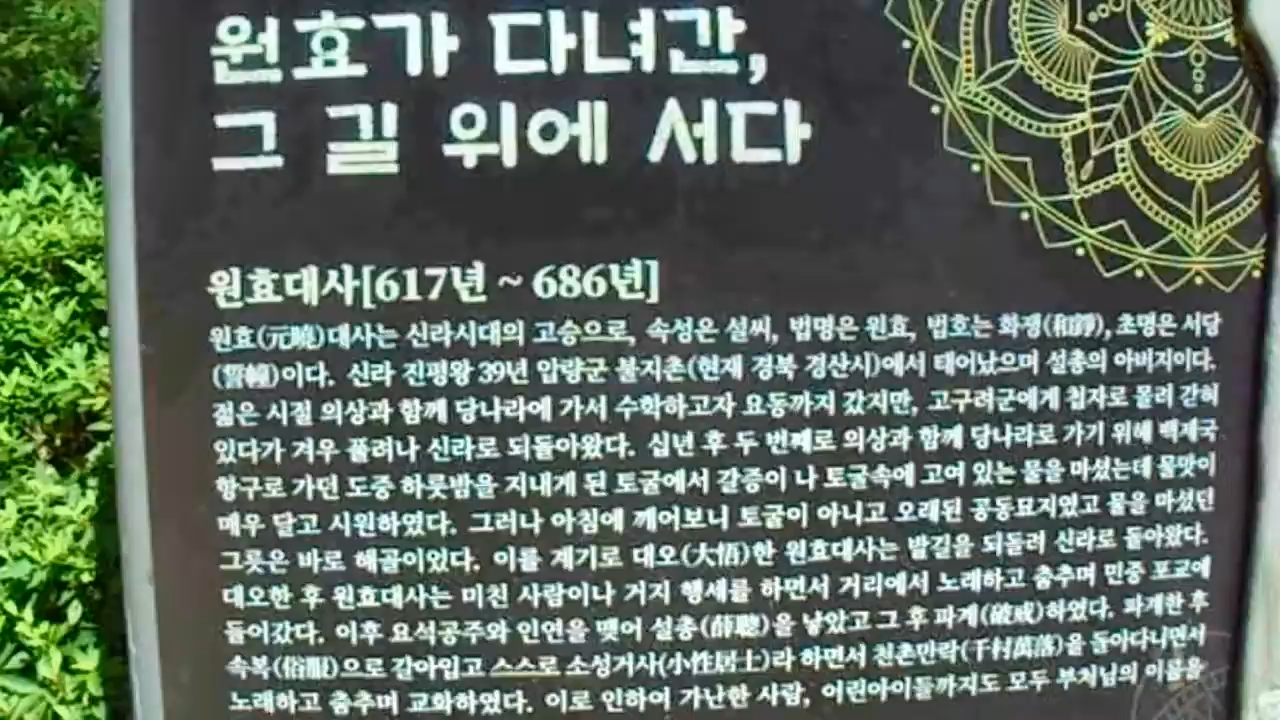 원효가 다녀간,
그 길 위에 서다
원효대사[617년 ~ 686년]
원효(元曉)대사는 신라시대의 고승으로, 속성은 설씨, 법명은 원효, 법호는 화쟁(和諍), 초명은 서당
(誓幢)이다. 신라 진평왕 39년 압량군 불지촌(현재 경북 경산시)에서 태어났으며 설총의 아버지이다.
젊은 시절 의상과 함께 당나라에 가서 수학하고자 요동까지 갔지만, 고구려군에게 첩자로 몰려 갇혀
있다가 겨우 풀려나 신라로 되돌아왔다. 십년 후 두 번째로 의상과 함께 당나라로 가기 위해 백제국
항구로 가던 도중 하룻밤을 지내게 된 토굴에서 갈증이 나 토굴속에 고여 있는 물을 마셨는데 물맛이
매우 달고 시원하였다. 그러나 아침에 깨어보니 토굴이 아니고 오래된 공동묘지였고 물을 마셨던
그릇은 바로 해골이었다. 이를 계기로 대오(大悟)한 원효대사는 발길을 되돌려 신라로 돌아왔다.
대오한 후 원효대사는 미친 사람이나 거지 행세를 하면서 거리에서 노래하고 춤추며 민중 포교에
들어갔다. 이후 요석공주와 인연을 맺어 설총(薛聰)을 낳았고 그 후 파계(破戒)하였다. 파계한 후
속복(俗服)으로 갈아입고 스스로 소성거사(小性居士)라 하면서 천촌만락(千村萬落)을 돌아다니면서
노래하고 춤추며 교화하였다. 이로 인하여 가난한 사람, 어린아이들까지도 모두 부처님의 이름을